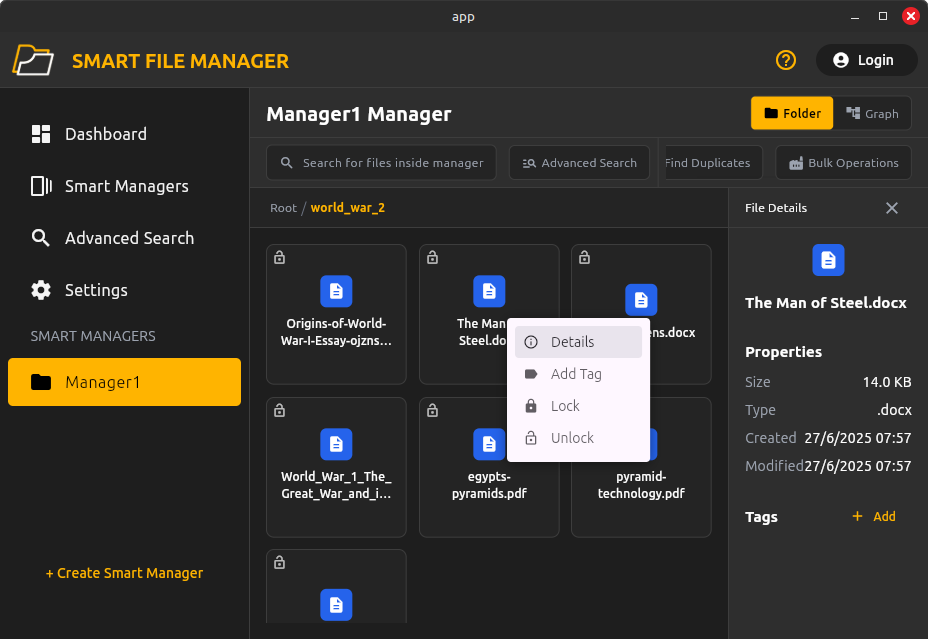 app
SMART FILE MANAGER
Login
Dashboard
Smart Managers
Advanced Search
Settings
SMART MANAGERS
Manager1
+ Create Smart Manager
Manager1 Manager
Folder
Graph
Search for files inside manager
Advanced Search
Find Duplicates
Bulk Operations
Root / world_war_2
Origins-of-World-
War-I-Essay-ojzns...
The Man
Steel.do
ens.docx
World_War_1_The_
Great_War_and_i...
egypts-
pyramids.pdf
pyramid-
technology.pdf
Details
Add Tag
Lock
Unlock
File Details
The Man of Steel.docx
Properties
Size 14.0 KB
Type .docx
Created 27/6/2025 07:57
Modified 27/6/2025 07:57
Tags
+ Add